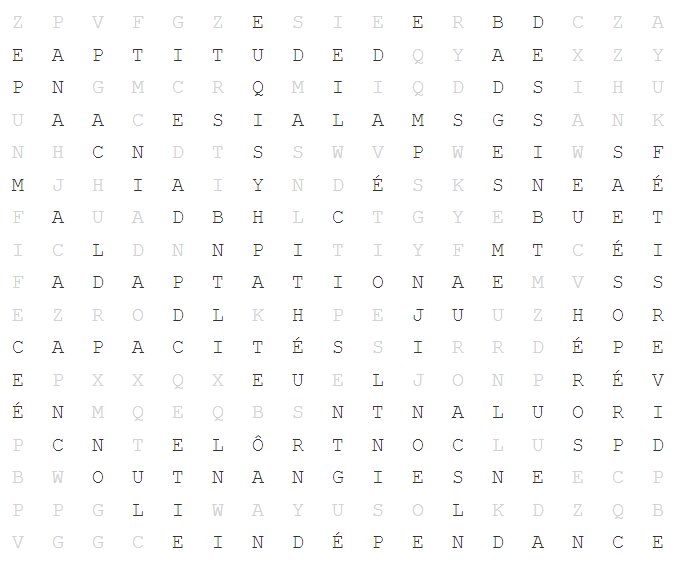 Z P V F G Z E S I E E R B D C Z A
E A P T I T U D E D Q Y A E X Z Y
P N G M C R Q M I I Q D D S I H U
U A A C E S I A L A M S G S A N K
N H C N D T S S W V P W E I W S F
M J H I A I Y N D É S K S N E A É
F A U A D B H L C T G Y E B U E T
I C L D N N P I T I Y F M T C É I
F A D A P T A T I O N A E M V S S
E Z R O D L K H P E J U U Z H O R
C A P A C I T É S S I R R D É P E
E P X X Q X E U E L J O N P R É V
É N M Q E Q B S N T N A L U O R I
P C N T E L Ô R T N O C L U S P D
B W O U T N A N G I E S N E E C P
P P G L I W A Y U S O L K D Z Q B
V G G C E I N D É P E N D A N C E